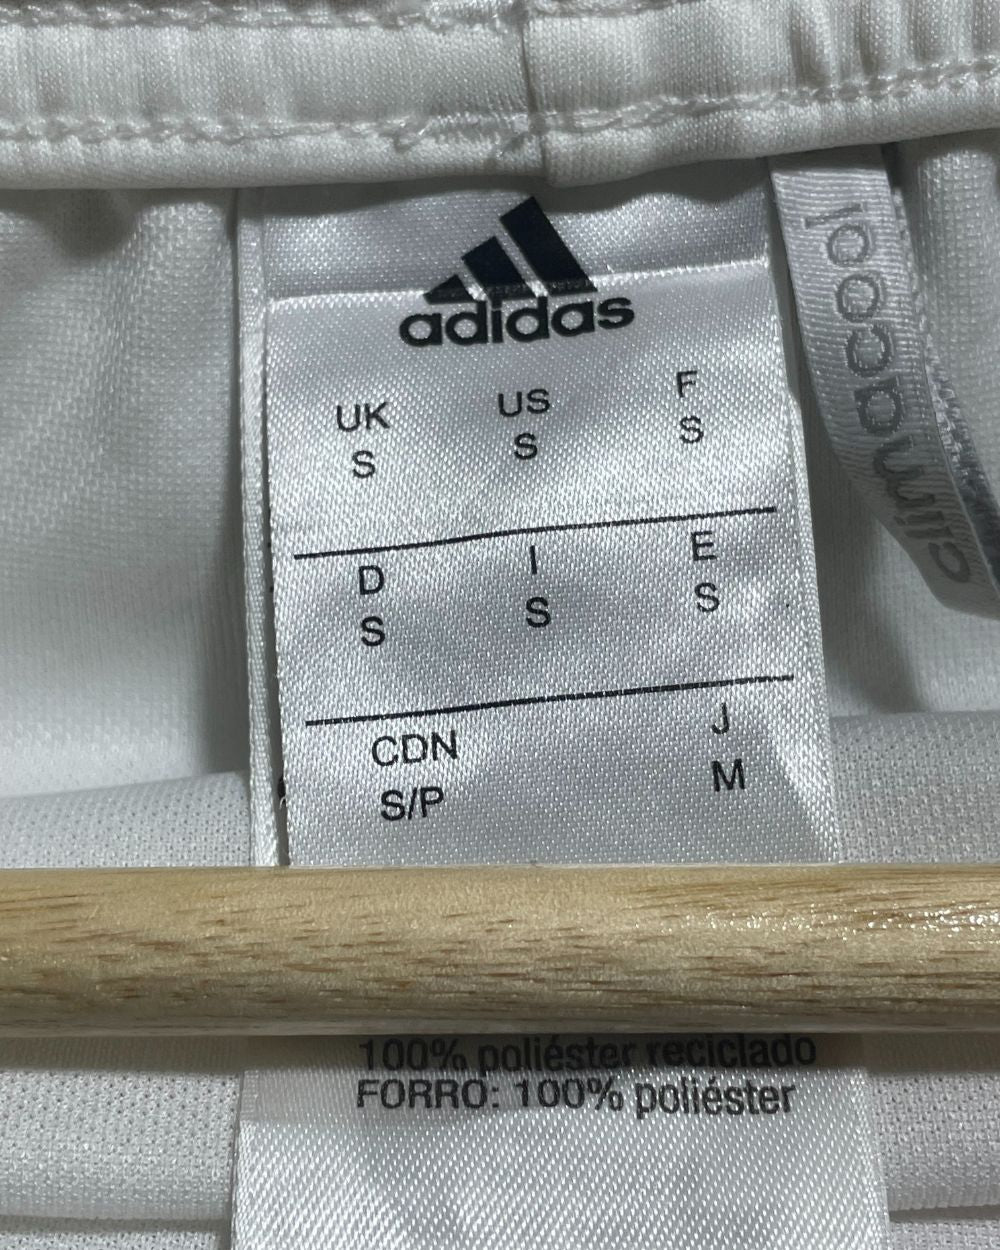 adidas
UK US F
S S S
D I E
S S S
CDN J
S/P M
climacool
100% poliéster reciclado
FORRO: 100% poliéster